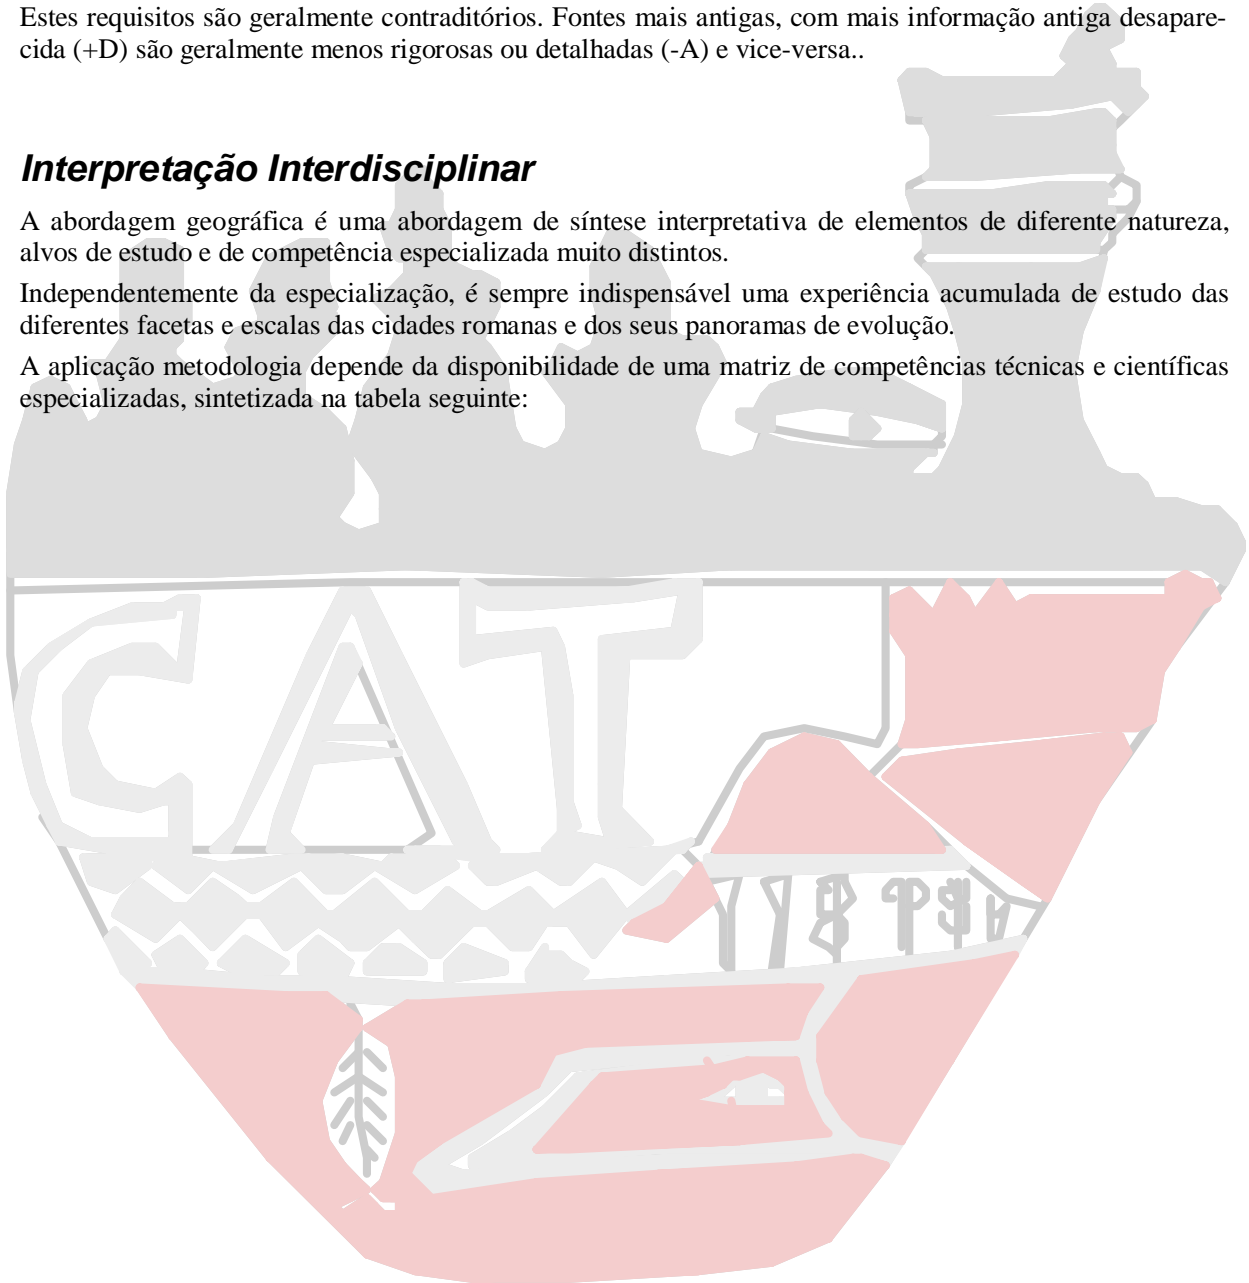 Estes requisitos são geralmente contraditórios. Fontes mais antigas, com mais informação antiga desapare-
cida (+D) são geralmente menos rigorosas ou detalhadas (-A) e vice-versa..
Interpretação Interdisciplinar
A abordagem geográfica é uma abordagem de síntese interpretativa de elementos de diferente natureza,
alvos de estudo e de competência especializada muito distintos.
Independentemente da especialização, é sempre indispensável uma experiência acumulada de estudo das
diferentes facetas e escalas das cidades romanas e dos seus panoramas de evolução.
A aplicação metodologia depende da disponibilidade de uma matriz de competências técnicas e científicas
especializadas, sintetizada na tabela seguinte:
CAT